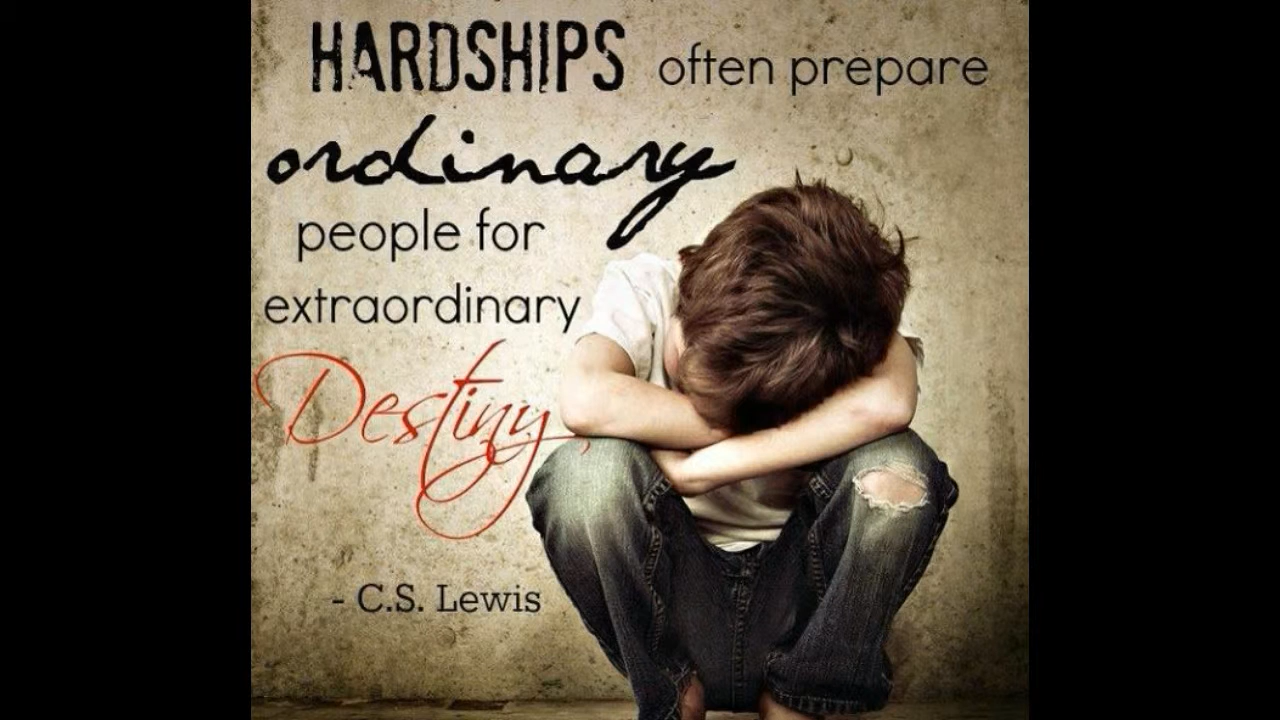 HARDSHIPS often prepare
ordinary
people for
extraordinary
Destiny
- C.S. Lewis